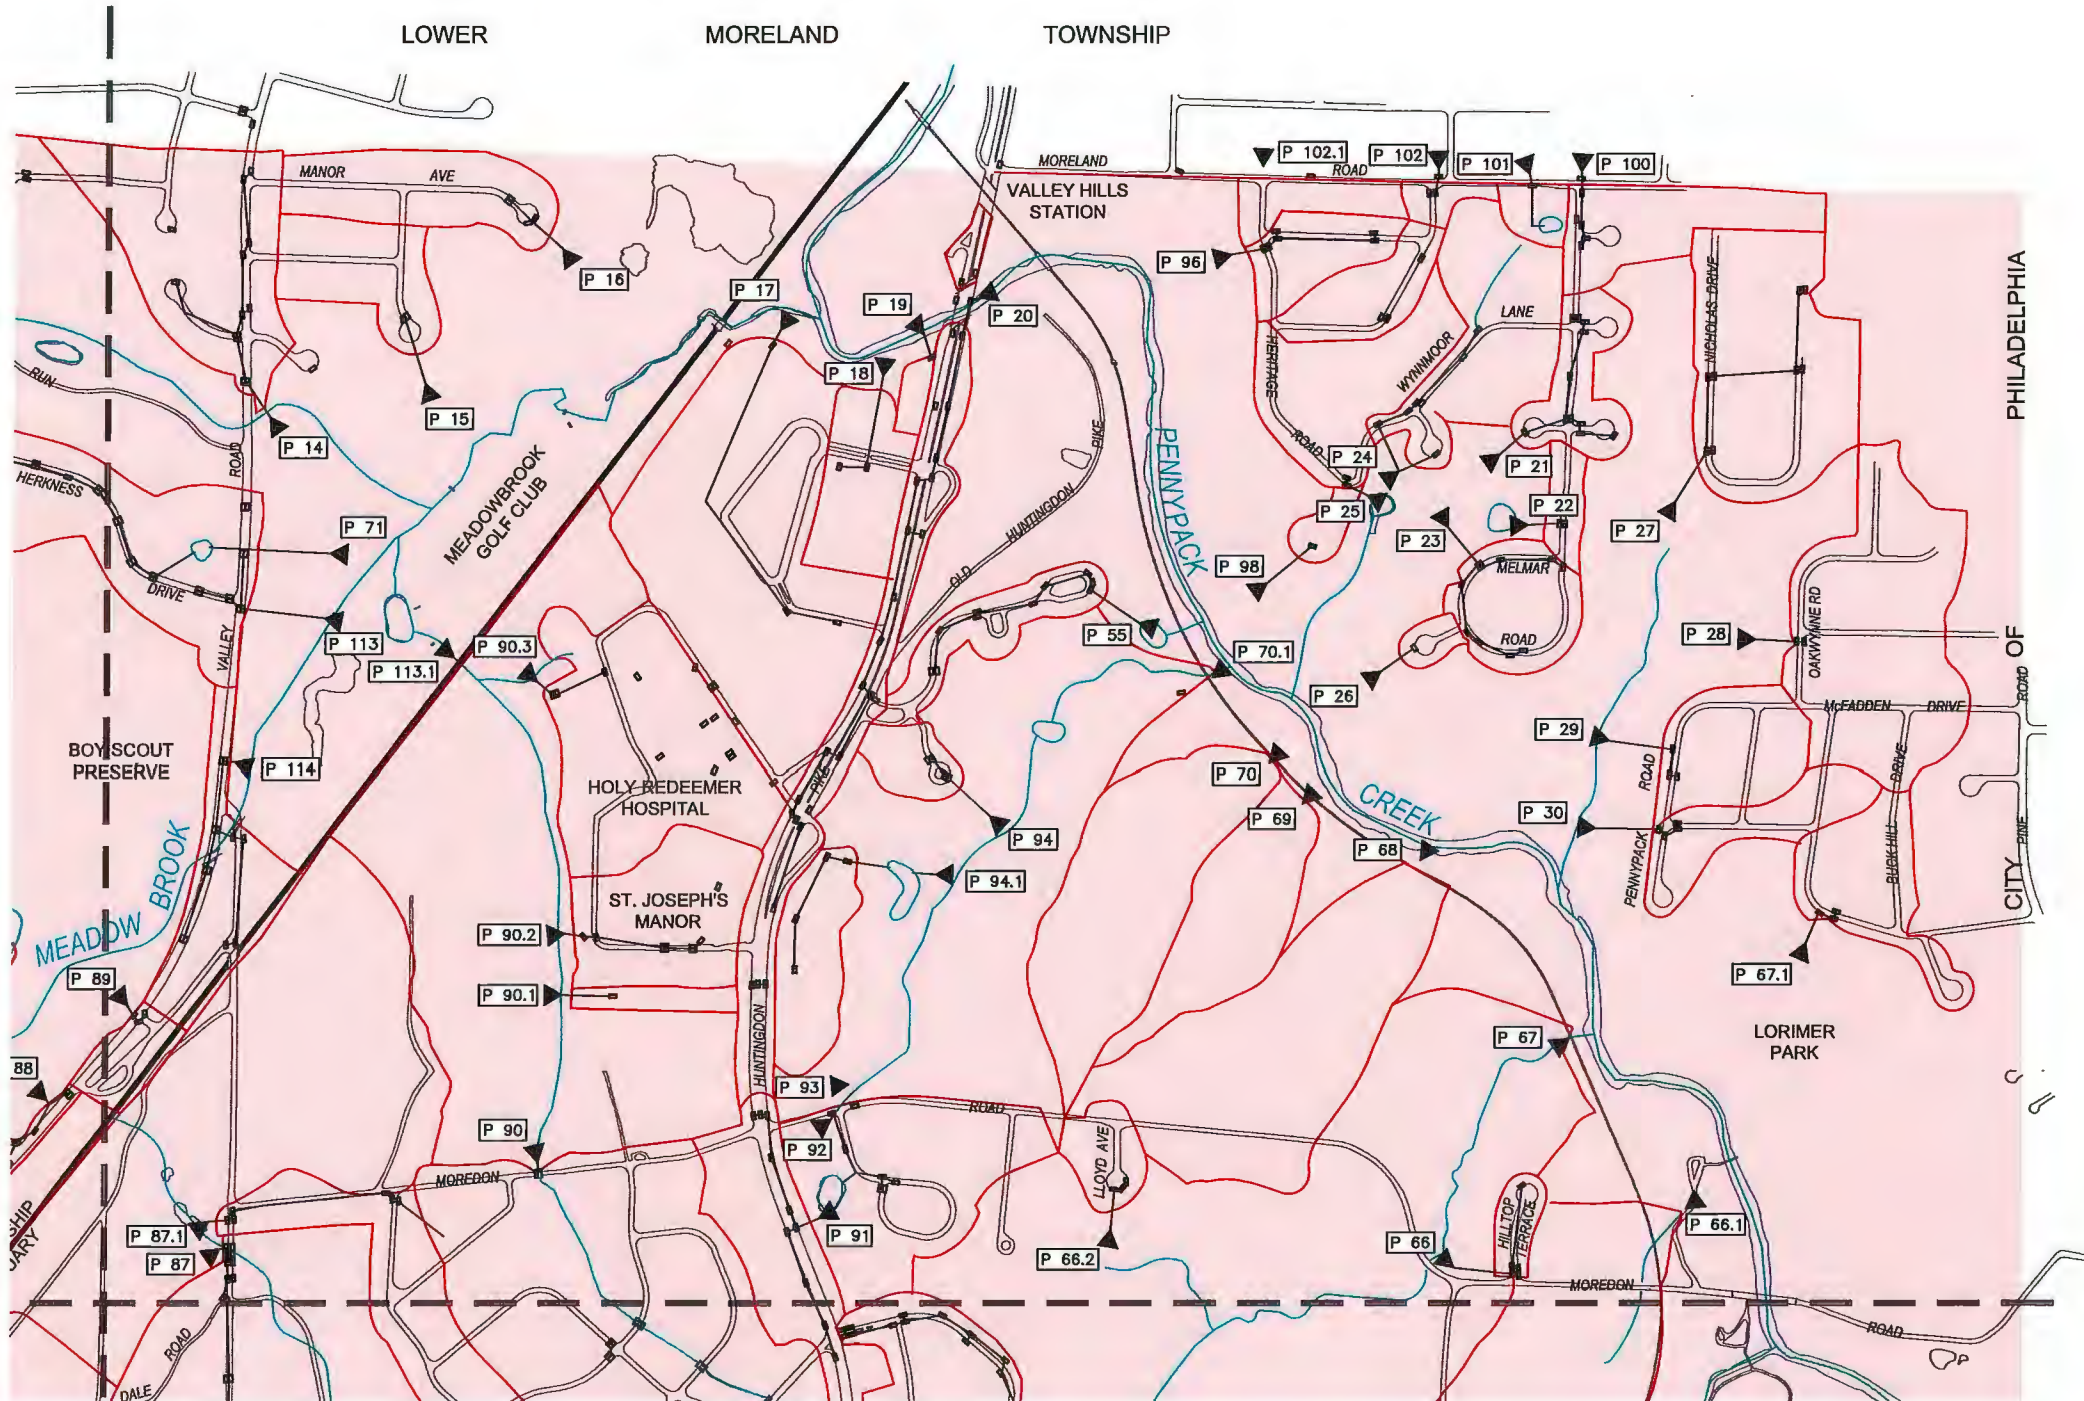 LOWER MORELAND TOWNSHIP
MORELAND ROAD
P 102.1
P 102
P 101
P 100
MANOR AVE
VALLEY HILLS
STATION
P 16
P 96
P 17
P 19
P 20
LANE
NICHOLAS DRIVE
PHILADELPHIA
RUN
P 18
HERITAGE
ROAD
WYNNMOOR
P 15
P 14
ROAD
PIKE
P 24
P 21
HERKNESS
DRIVE
MEADOWBROOK
GOLF CLUB
HUNTINGDON
OLD
PENNYPACK
P 25
P 22
P 71
P 23
P 27
P 98
MELMAR
ROAD
OAKWYNNE RD
P 113
P 55
P 28
VALLEY
P 113.1
P 90.3
P 70.1
OF
P 26
ROAD
McFADDEN DRIVE
P 29
BOY SCOUT
PRESERVE
P 114
P 70
ROAD
DRIVE
HOLY REDEEMER
HOSPITAL
PIKE
CREEK
P 69
P 30
P 94
P 68
PINE
PENNYPACK
BUCK HILL
CITY
MEADOW BROOK
P 94.1
ST. JOSEPH'S
MANOR
P 90.2
P 89
P 67.1
P 90.1
HUNTINGDON
P 67
LORIMER
PARK
88
P 93
ROAD
P 90
P 92
LLOYD AVE
MOREDON
HILLTOP
TERRACE
P 66.1
P 87.1
P 91
P 66
P 87
P 66.2
MOREDON
ROAD
ROAD
DALE